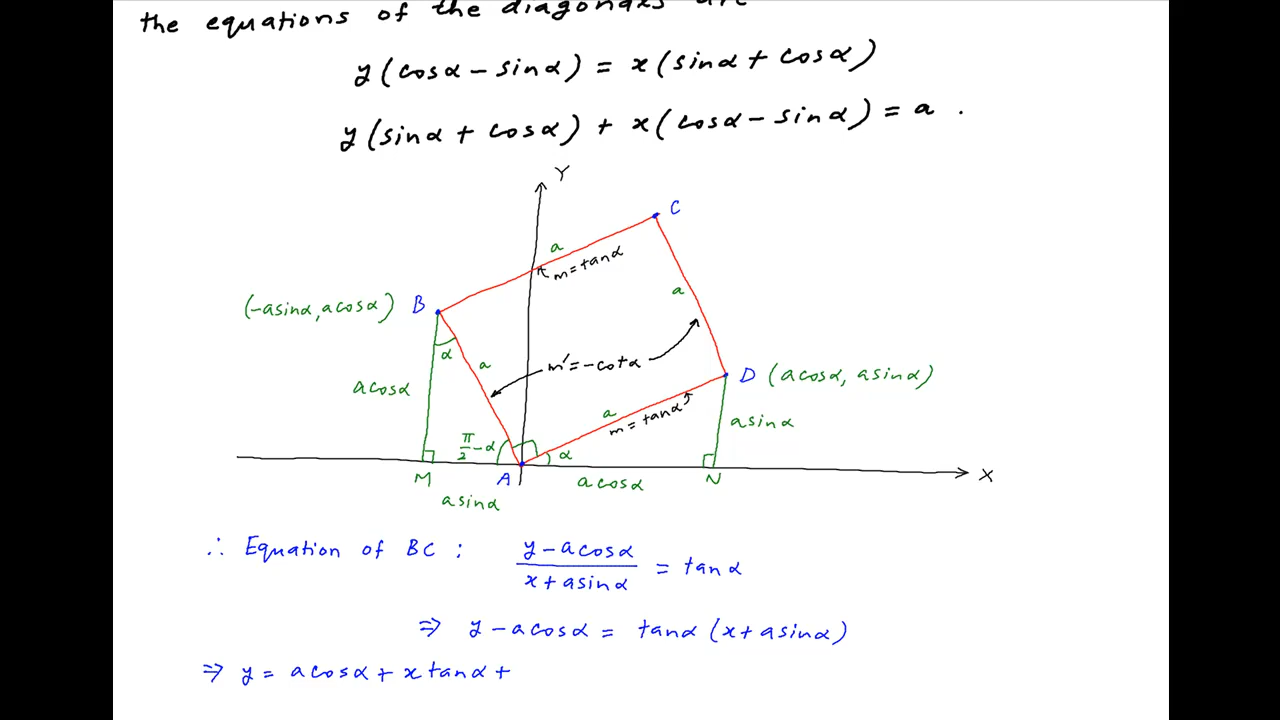 the equations of the diagonals are
y(cosα − sinα) = x(sinα + cosα)
y(sinα + cosα) + x(cosα − sinα) = a .
Y
C
a
m = tanα
(-asinα, acosα) B
a
α
a
m′ = -cotα
acosα
D (acosα, asinα)
a
m = tanα
asinα
π/2 - α
α
X
M
A
N
asinα
acosα
∴ Equation of BC : (y - acosα)/(x + asinα) = tanα
⇒ y - acosα = tanα (x + asinα)
⇒ y = acosα + x tanα +